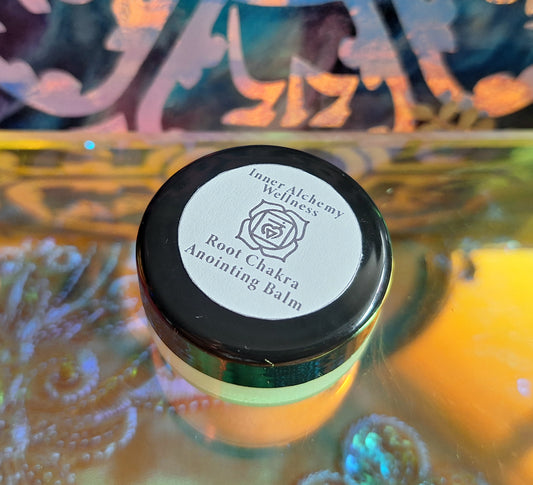 Inner Alchemy
Wellness
Root Chakra
Anointing Balm